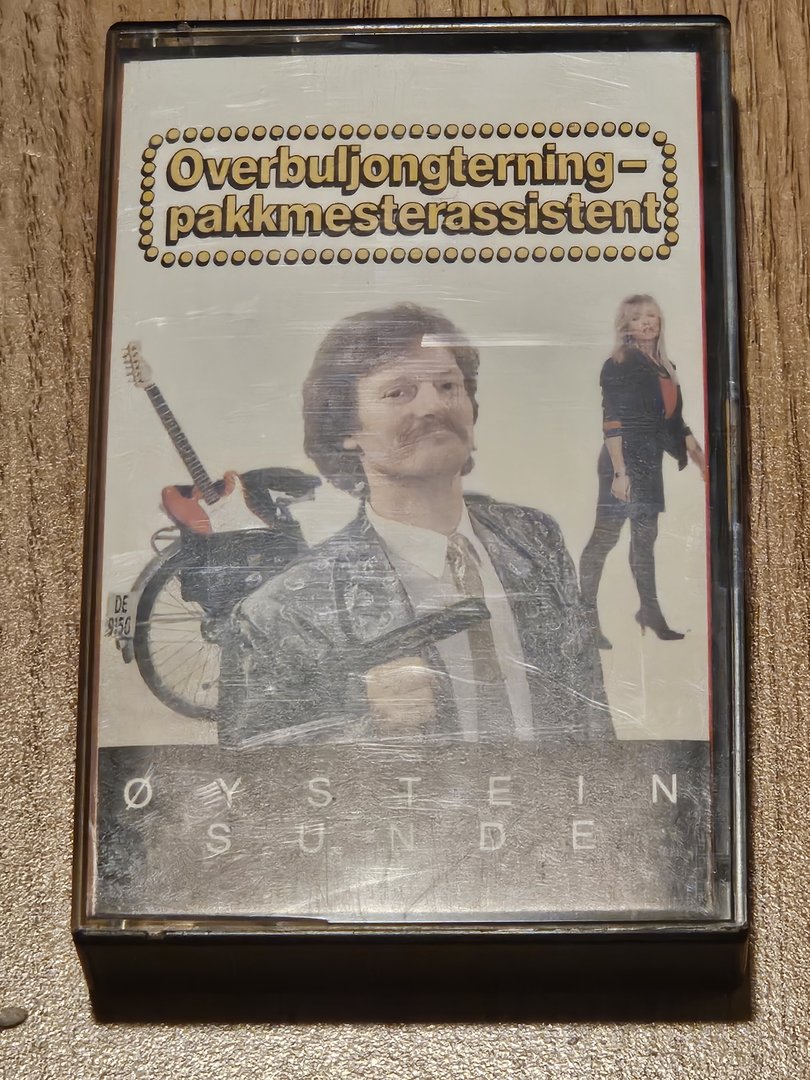 Overbuljongterning-
pakkmesterassistent
DE
9150
ØYSTEIN
SUNDE